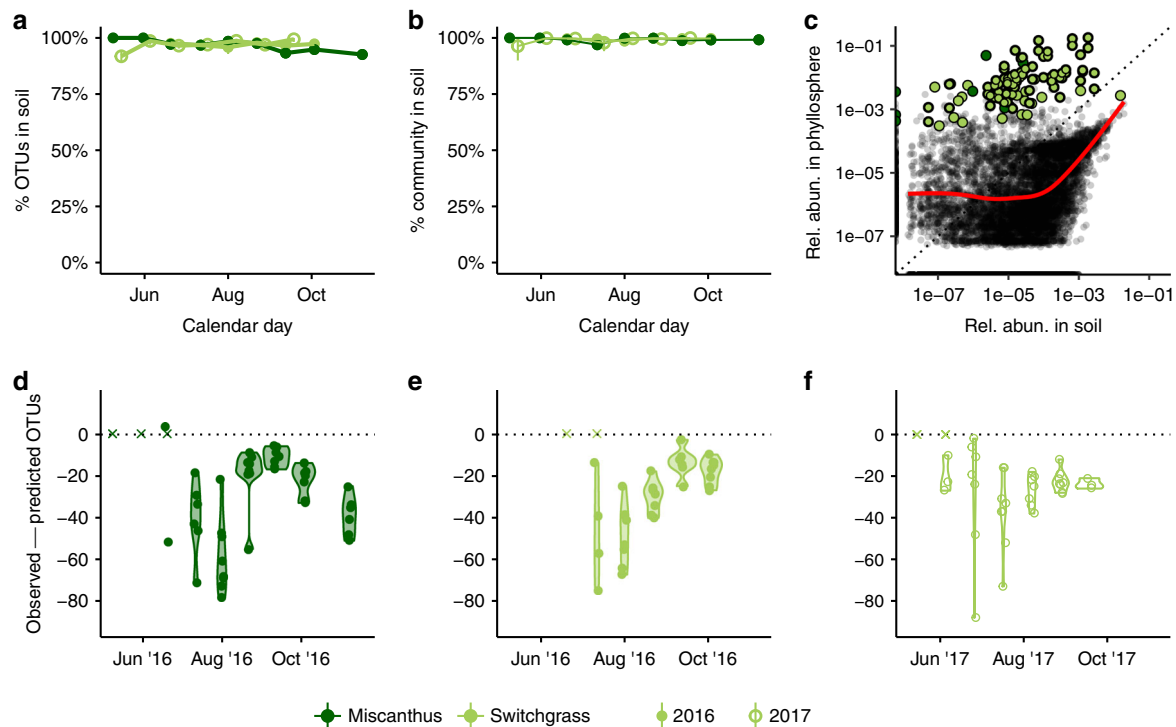 a
% OTUs in soil
100%
75%
50%
25%
0%
Jun
Aug
Oct
Calendar day
b
% community in soil
100%
75%
50%
25%
0%
Jun
Aug
Oct
Calendar day
c
Rel. abun. in phyllosphere
1e−01
1e−03
1e−05
1e−07
1e−07
1e−05
1e−03
1e−01
Rel. abun. in soil
d
Observed — predicted OTUs
0
−20
−40
−60
−80
Jun '16
Aug '16
Oct '16
e
0
−20
−40
−60
−80
Jun '16
Aug '16
Oct '16
f
0
−20
−40
−60
−80
Jun '17
Aug '17
Oct '17
Miscanthus
Switchgrass
2016
2017